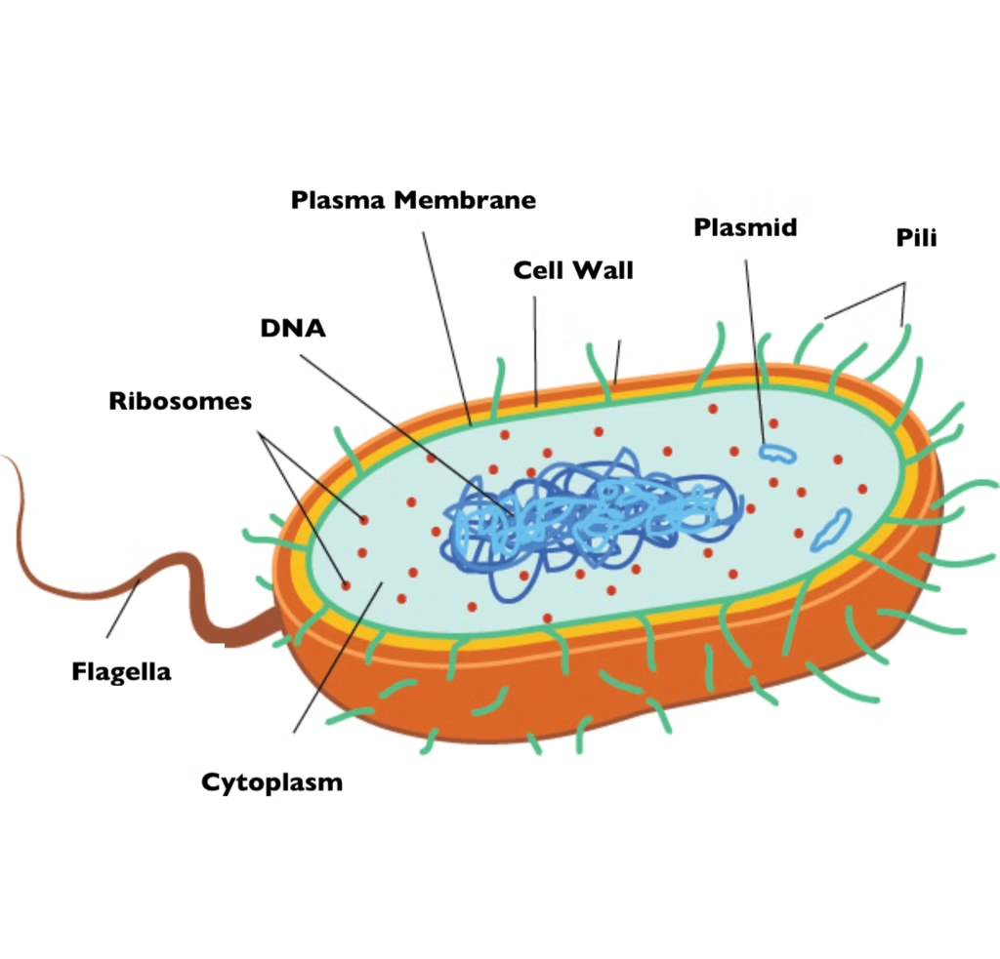 Plasma Membrane
Plasmid
Pili
Cell Wall
DNA
Ribosomes
Flagella
Cytoplasm